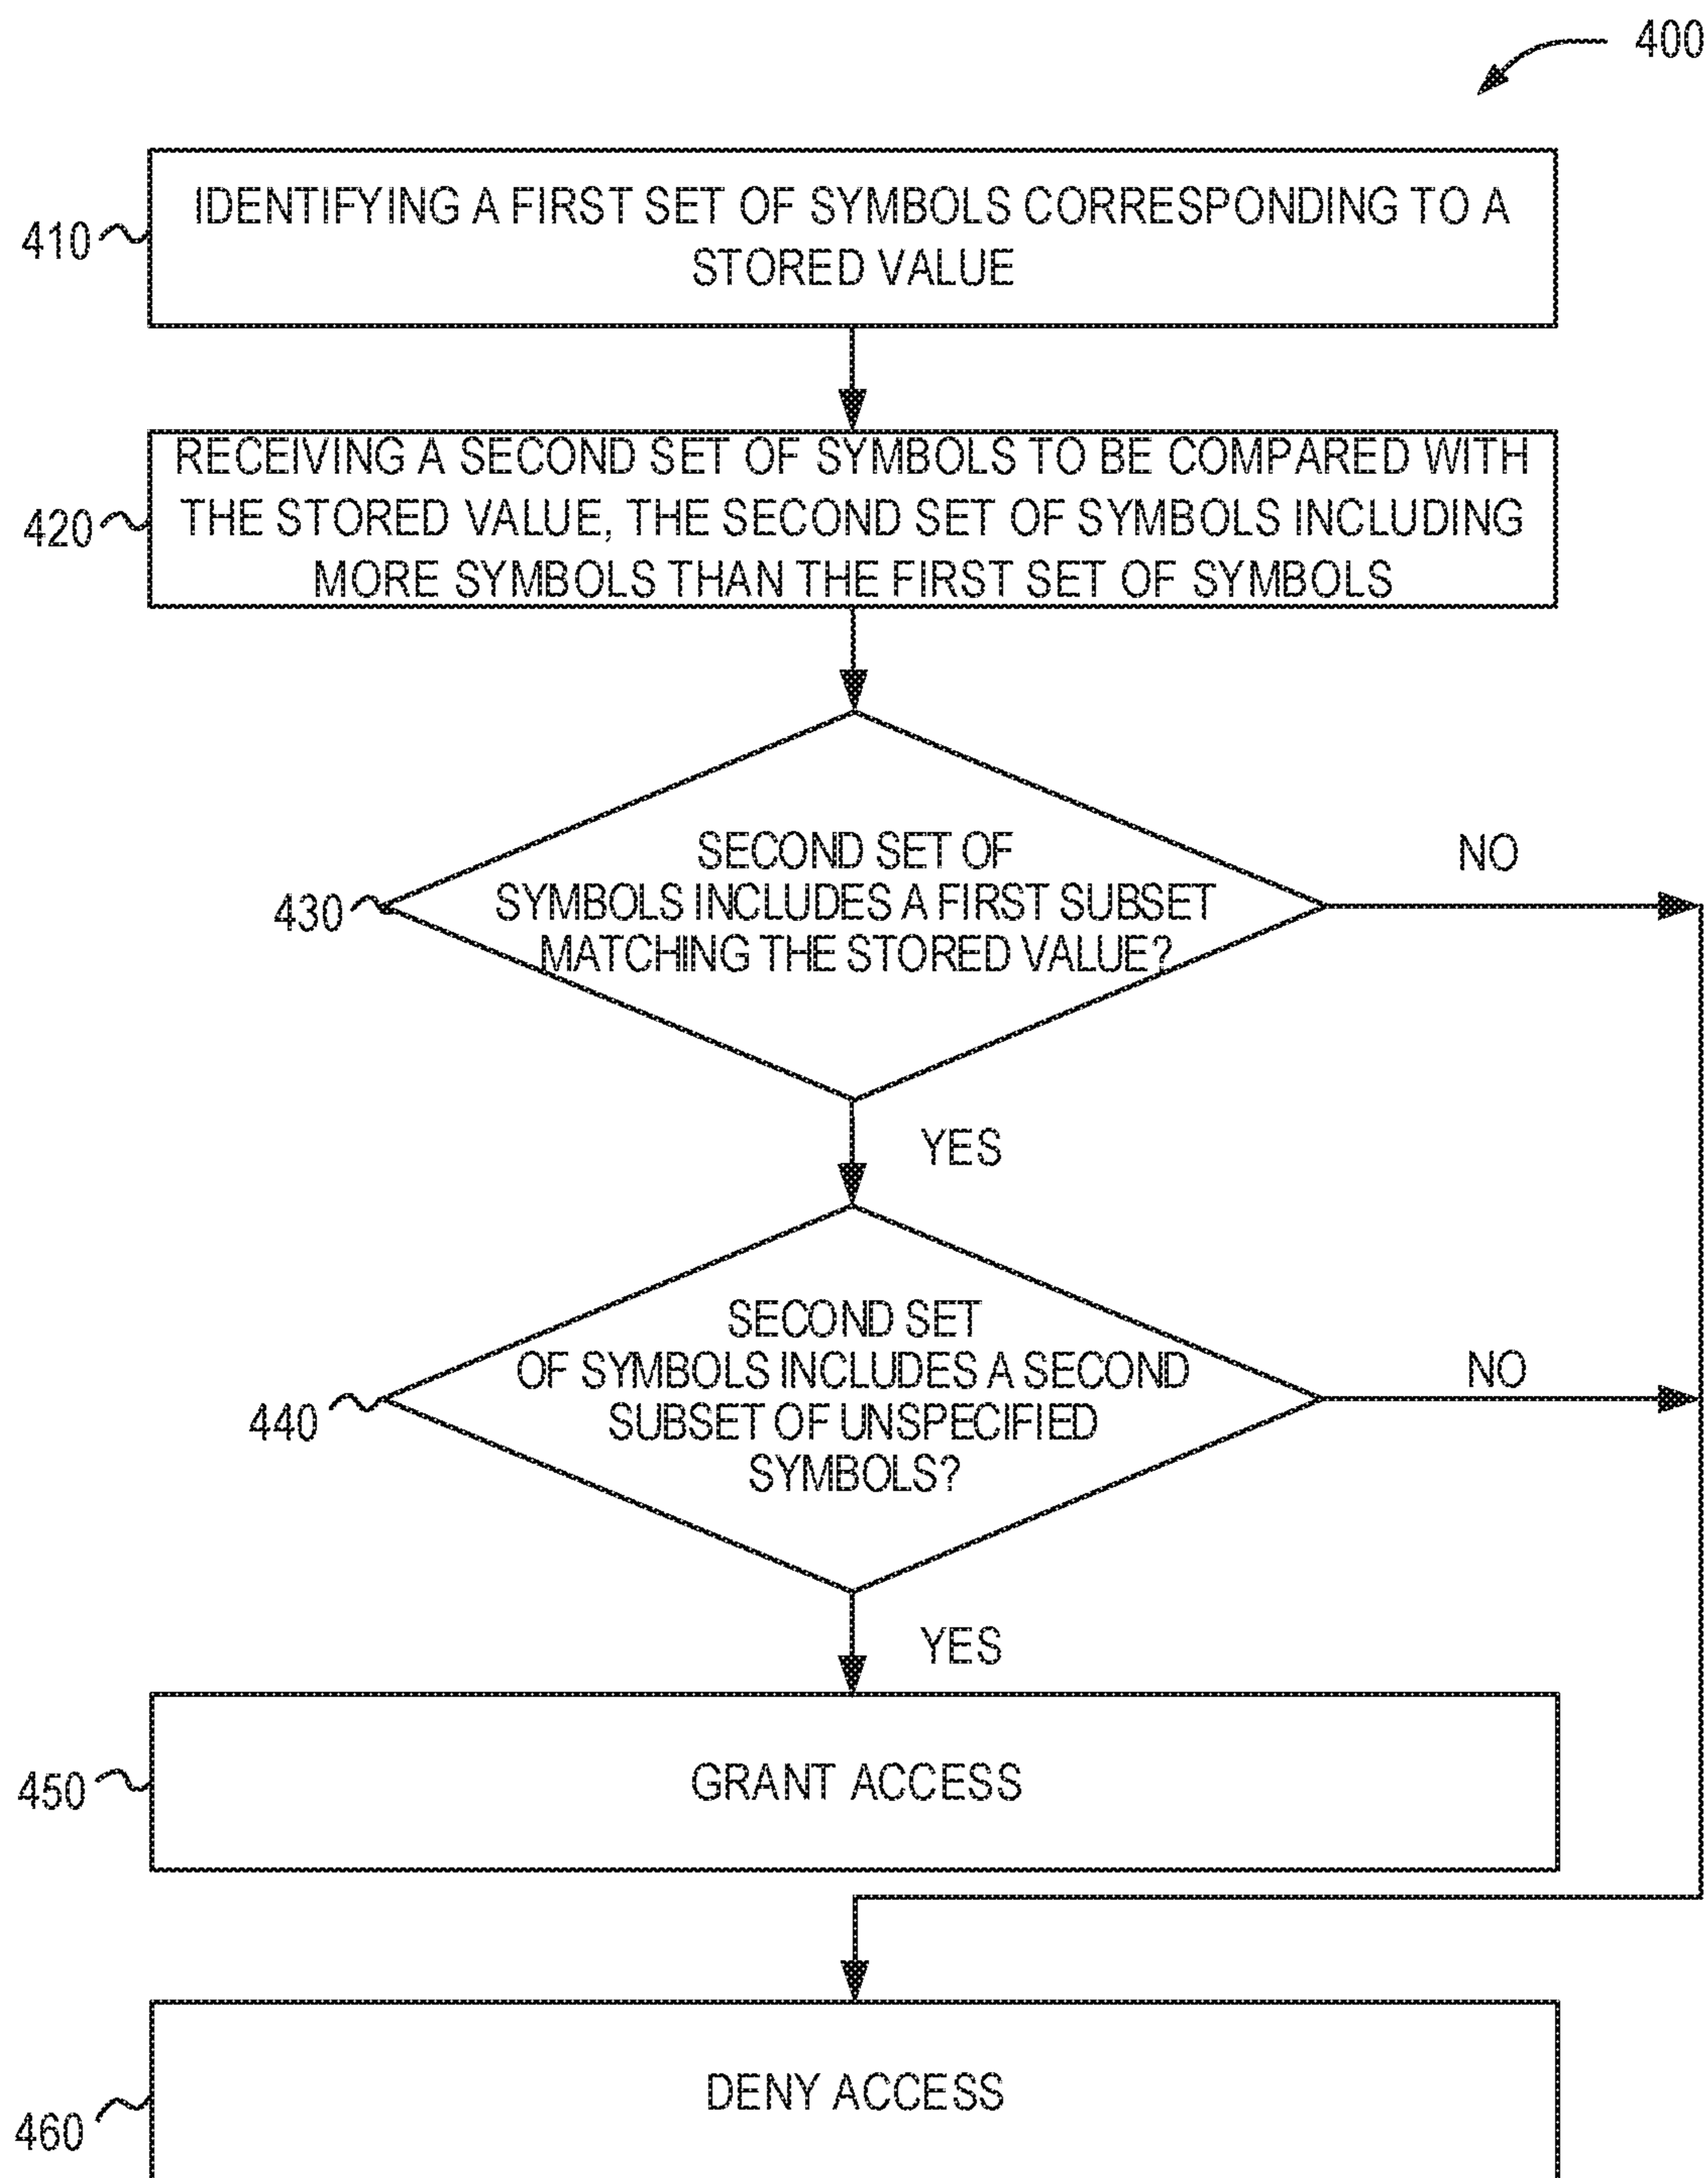 400
410
IDENTIFYING A FIRST SET OF SYMBOLS CORRESPONDING TO A
STORED VALUE
420
RECEIVING A SECOND SET OF SYMBOLS TO BE COMPARED WITH
THE STORED VALUE, THE SECOND SET OF SYMBOLS INCLUDING
MORE SYMBOLS THAN THE FIRST SET OF SYMBOLS
430
SECOND SET OF
SYMBOLS INCLUDES A FIRST SUBSET
MATCHING THE STORED VALUE?
NO
YES
440
SECOND SET
OF SYMBOLS INCLUDES A SECOND
SUBSET OF UNSPECIFIED
SYMBOLS?
NO
YES
450
GRANT ACCESS
460
DENY ACCESS